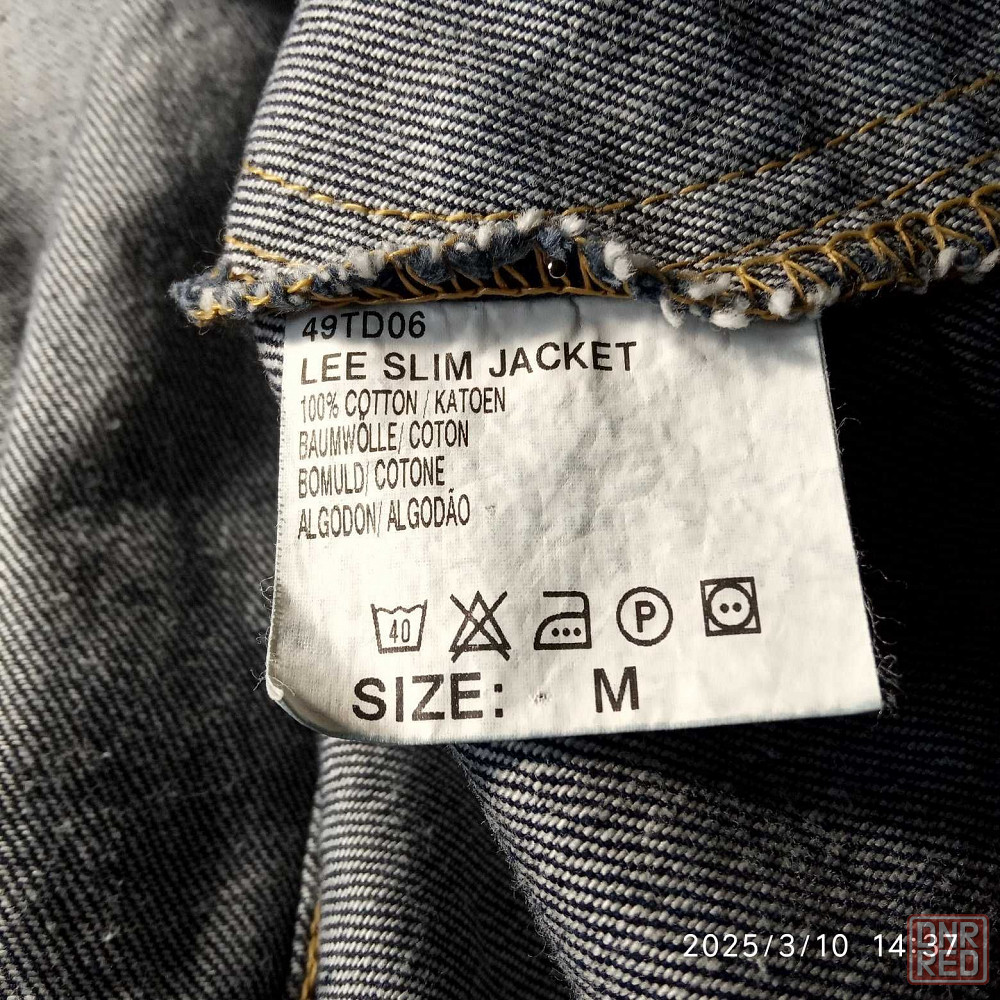 49TD06
LEE SLIM JACKET
100% COTTON / KATOEN
BAUMWOLLE/ COTON
BOMULD/ COTONE
ALGODON/ ALGODÃO
40
P
SIZE: M
2025/3/10 14:37
DNR
RED